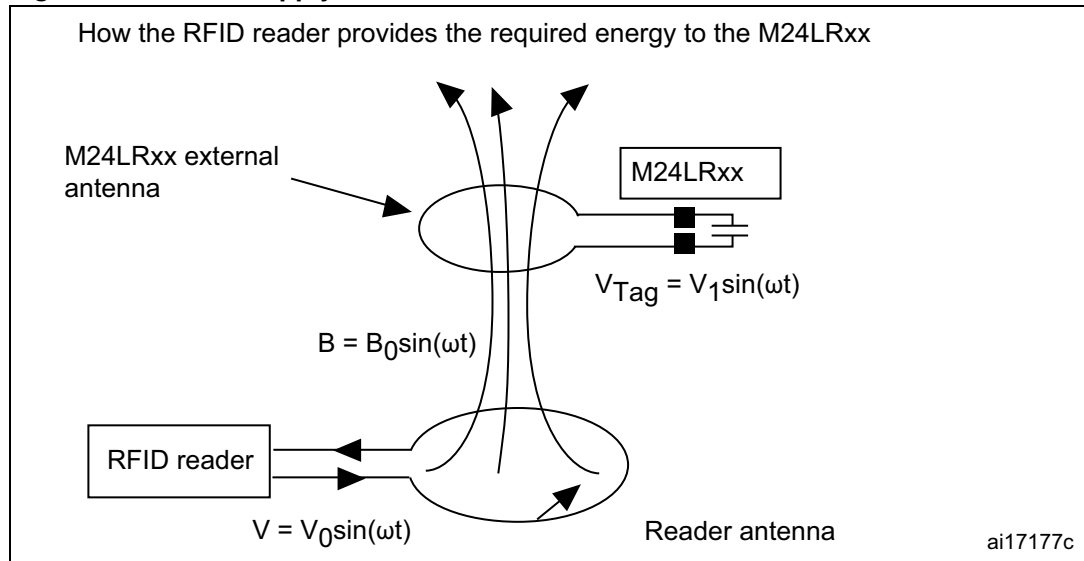 How the RFID reader provides the required energy to the M24LRxx
M24LRxx external
antenna
M24LRxx
VTag = V1sin(ωt)
B = B0sin(ωt)
RFID reader
V = V0sin(ωt)
Reader antenna
ai17177c